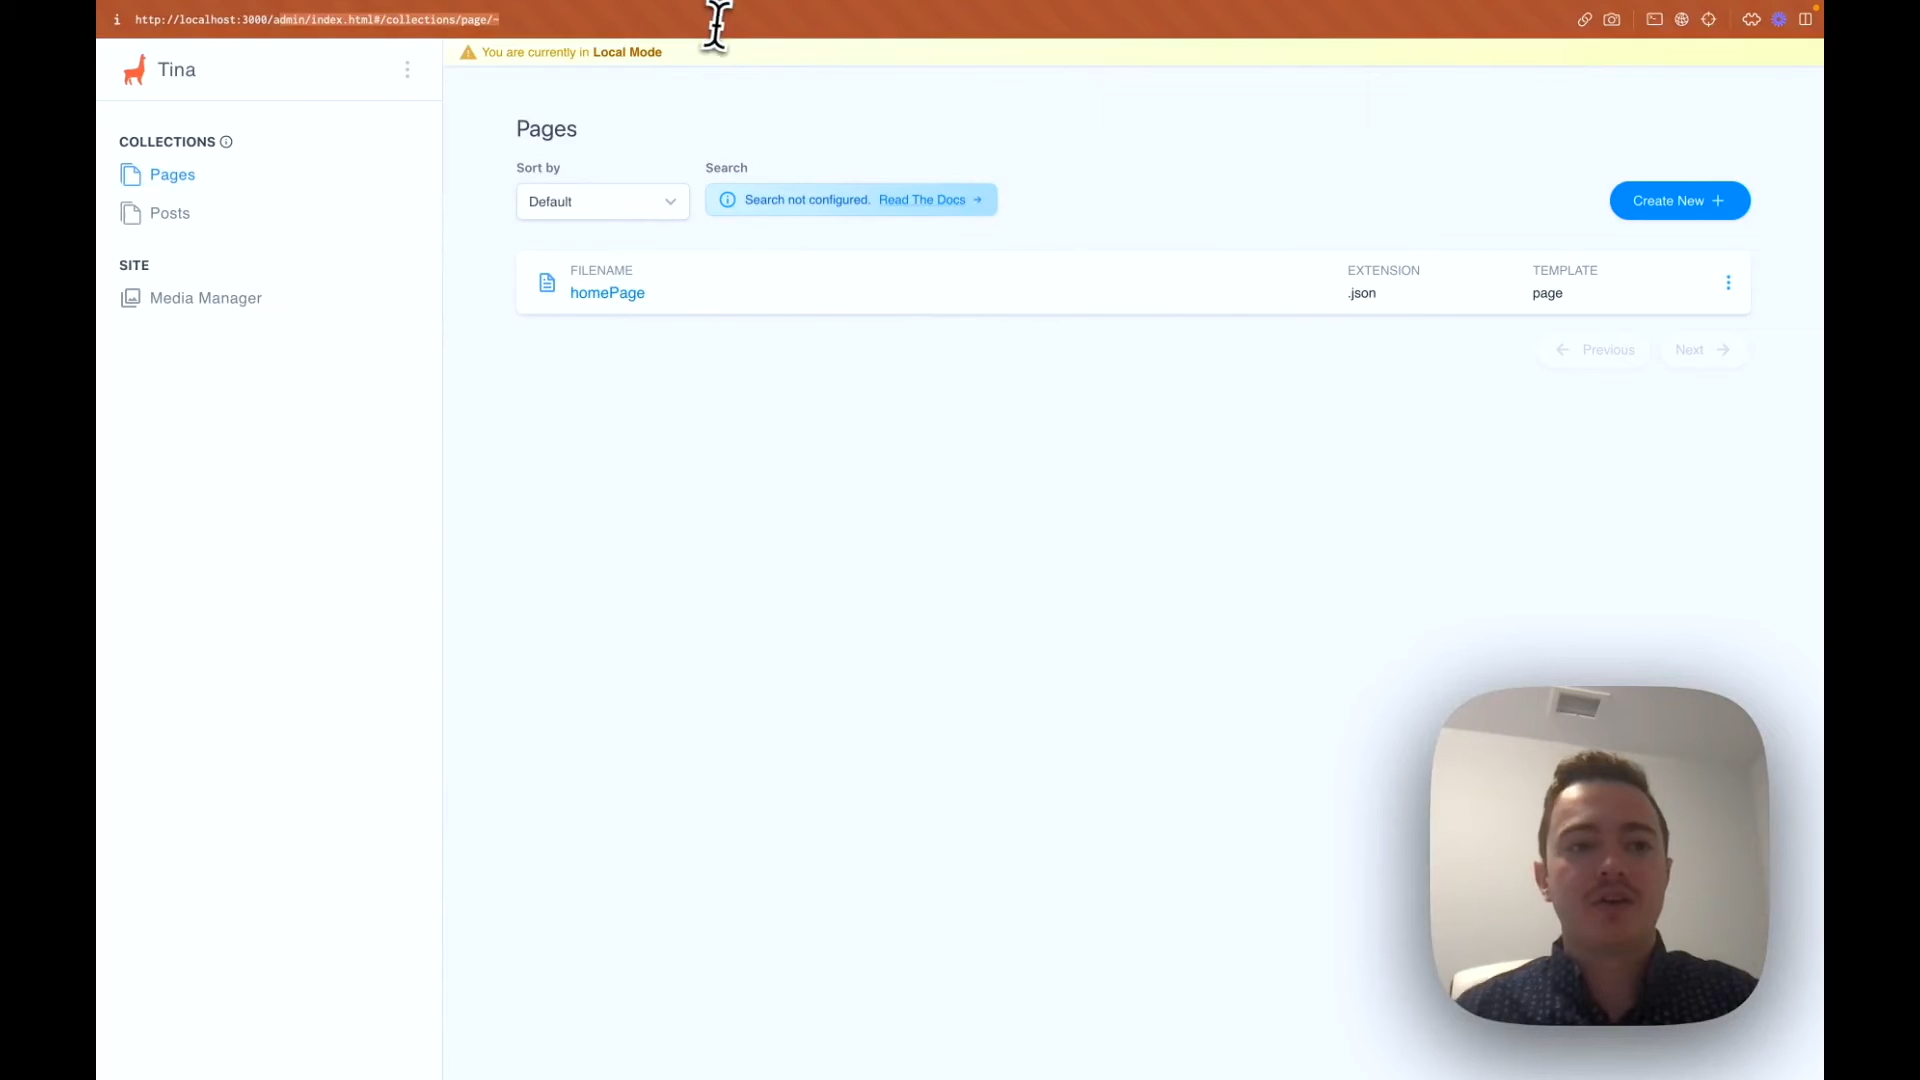 http://localhost:3000/admin/index.html#/collections/page/~
You are currently in Local Mode
Tina
COLLECTIONS
Pages
Posts
SITE
Media Manager
Pages
Sort by
Search
Default
Search not configured. Read The Docs →
Create New +
FILENAME
EXTENSION
TEMPLATE
homePage
.json
page
← Previous
Next →